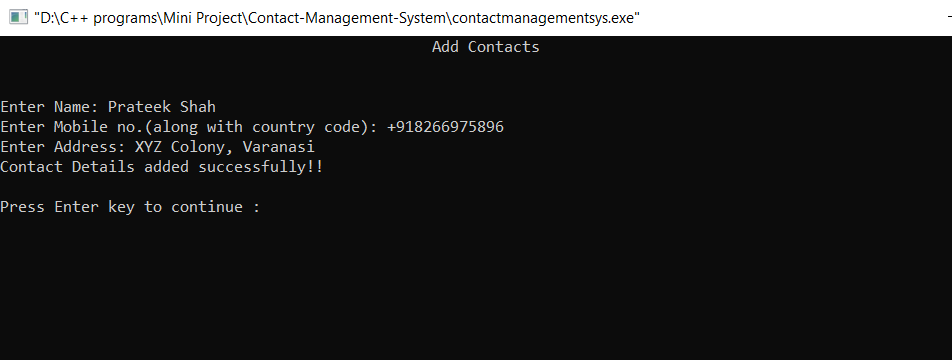 "D:\C++ programs\Mini Project\Contact-Management-System\contactmanagementsys.exe"
Add Contacts
Enter Name: Prateek Shah
Enter Mobile no.(along with country code): +918266975896
Enter Address: XYZ Colony, Varanasi
Contact Details added successfully!!
Press Enter key to continue :